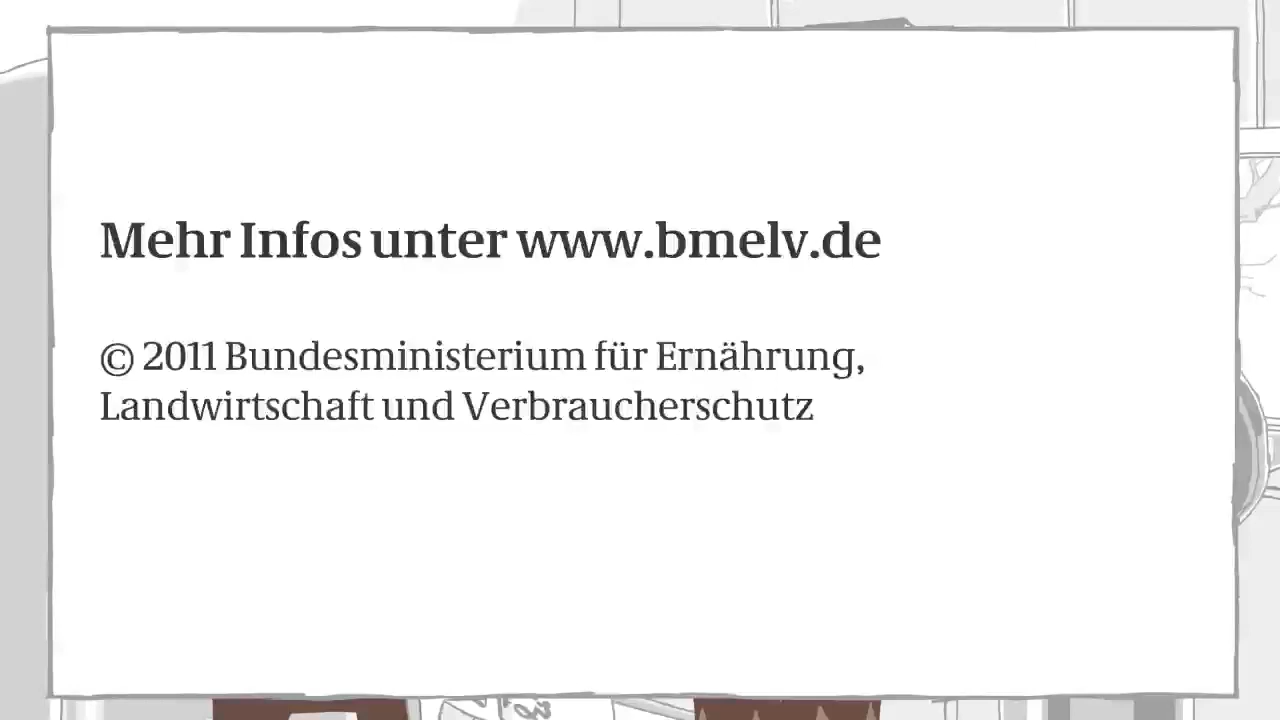 Mehr Infos unter www.bmelv.de
© 2011 Bundesministerium für Ernährung,
Landwirtschaft und Verbraucherschutz